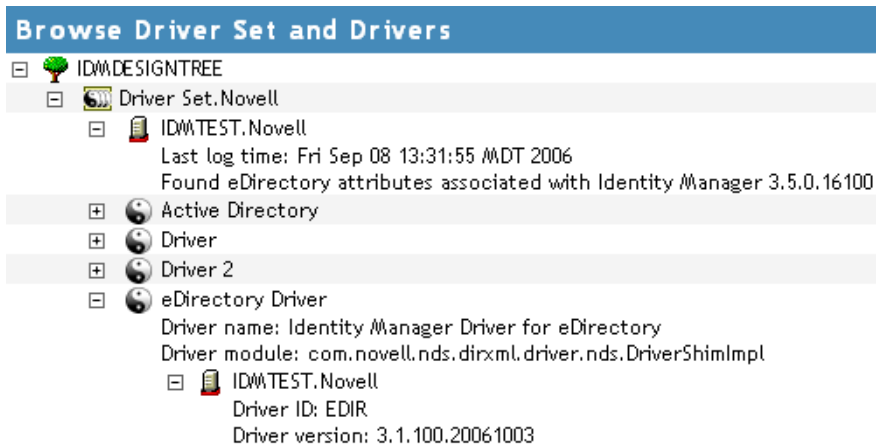 Browse Driver Set and Drivers
IDMDESIGNTREE
Driver Set.Novell
IDMTEST.Novell
Last log time: Fri Sep 08 13:31:55 MDT 2006
Found eDirectory attributes associated with Identity Manager 3.5.0.16100
Active Directory
Driver
Driver 2
eDirectory Driver
Driver name: Identity Manager Driver for eDirectory
Driver module: com.novell.nds.dirxml.driver.nds.DriverShimImpl
IDMTEST.Novell
Driver ID: EDIR
Driver version: 3.1.100.20061003